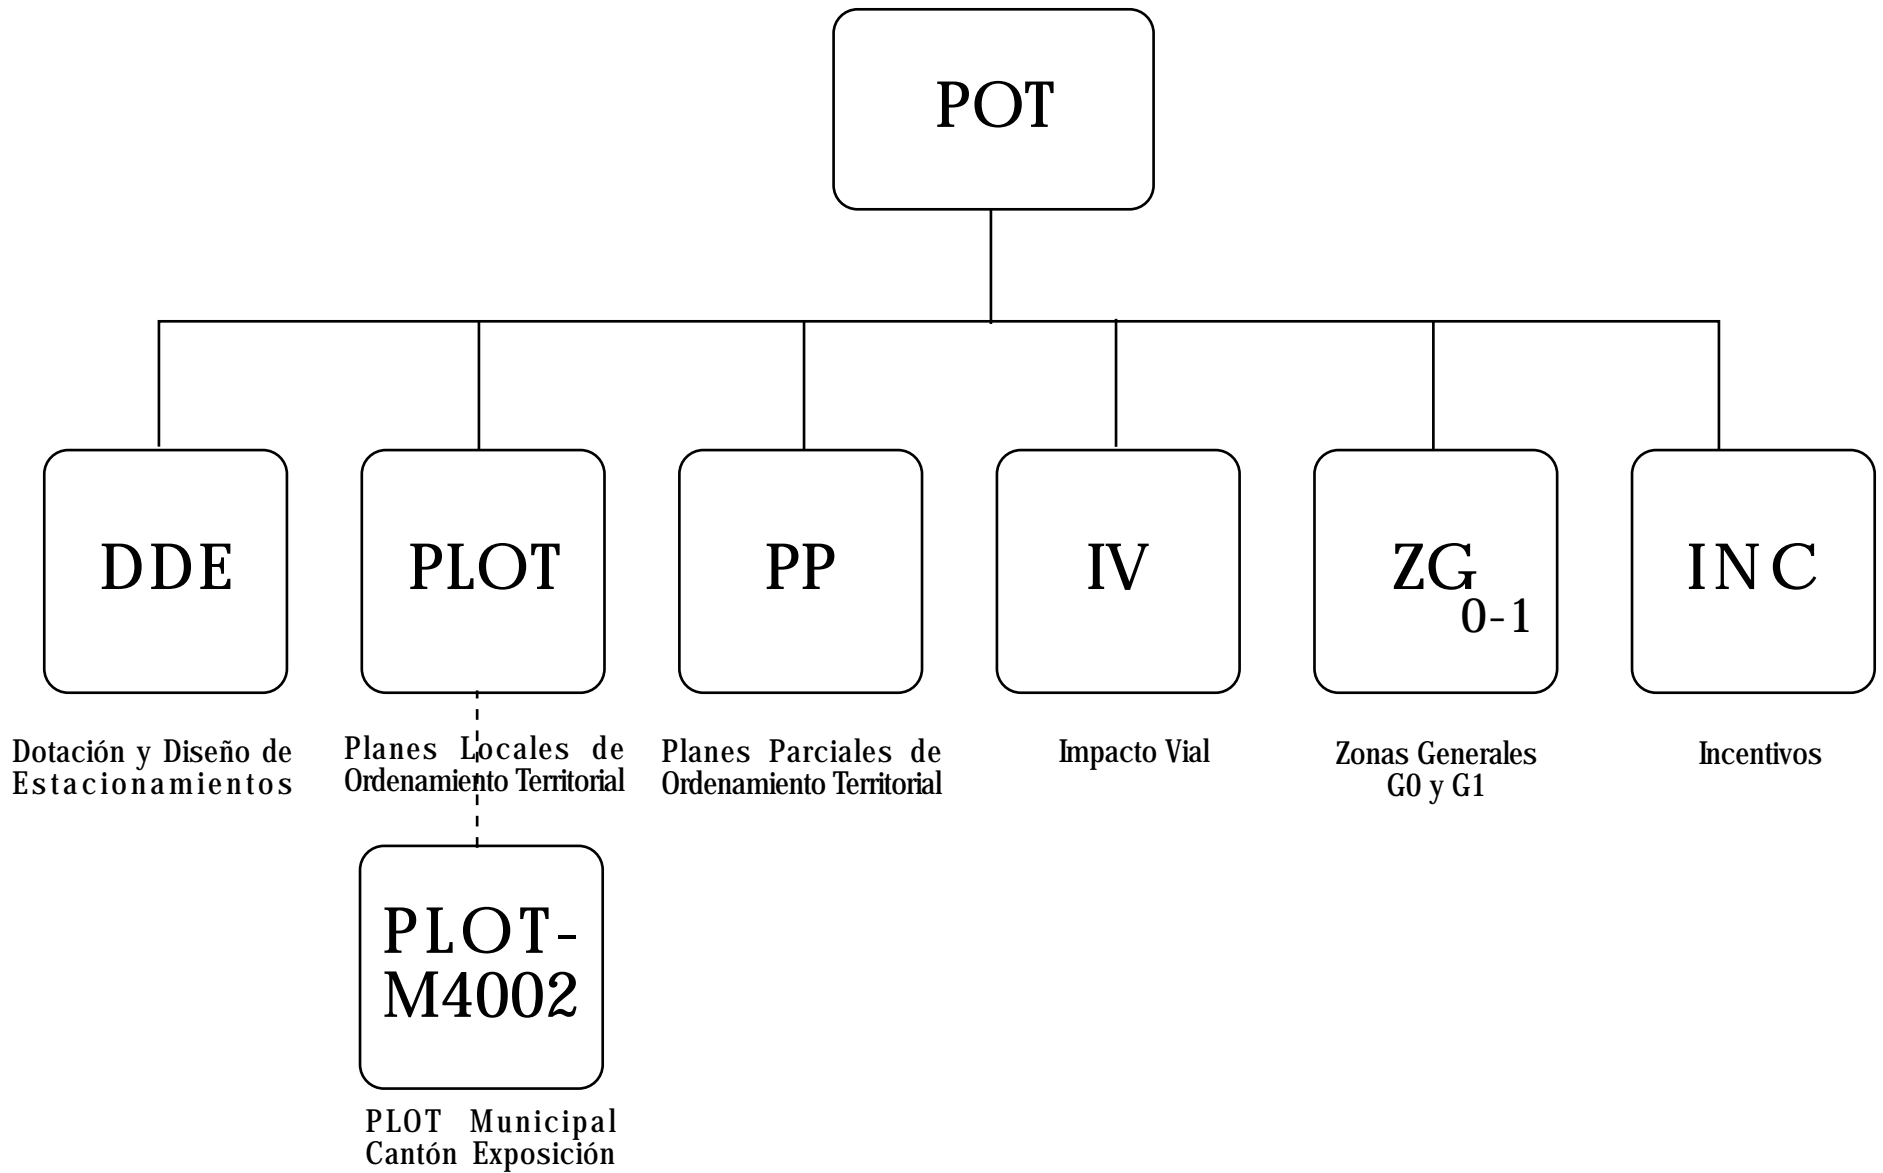 POT
DDE
PLOT
PP
IV
ZG
0-1
INC
Dotación y Diseño de
Estacionamientos
Planes Locales de
Ordenamiento Territorial
Planes Parciales de
Ordenamiento Territorial
Impacto Vial
Zonas Generales
G0 y G1
Incentivos
PLOT-
M4002
PLOT Municipal
Cantón Exposición